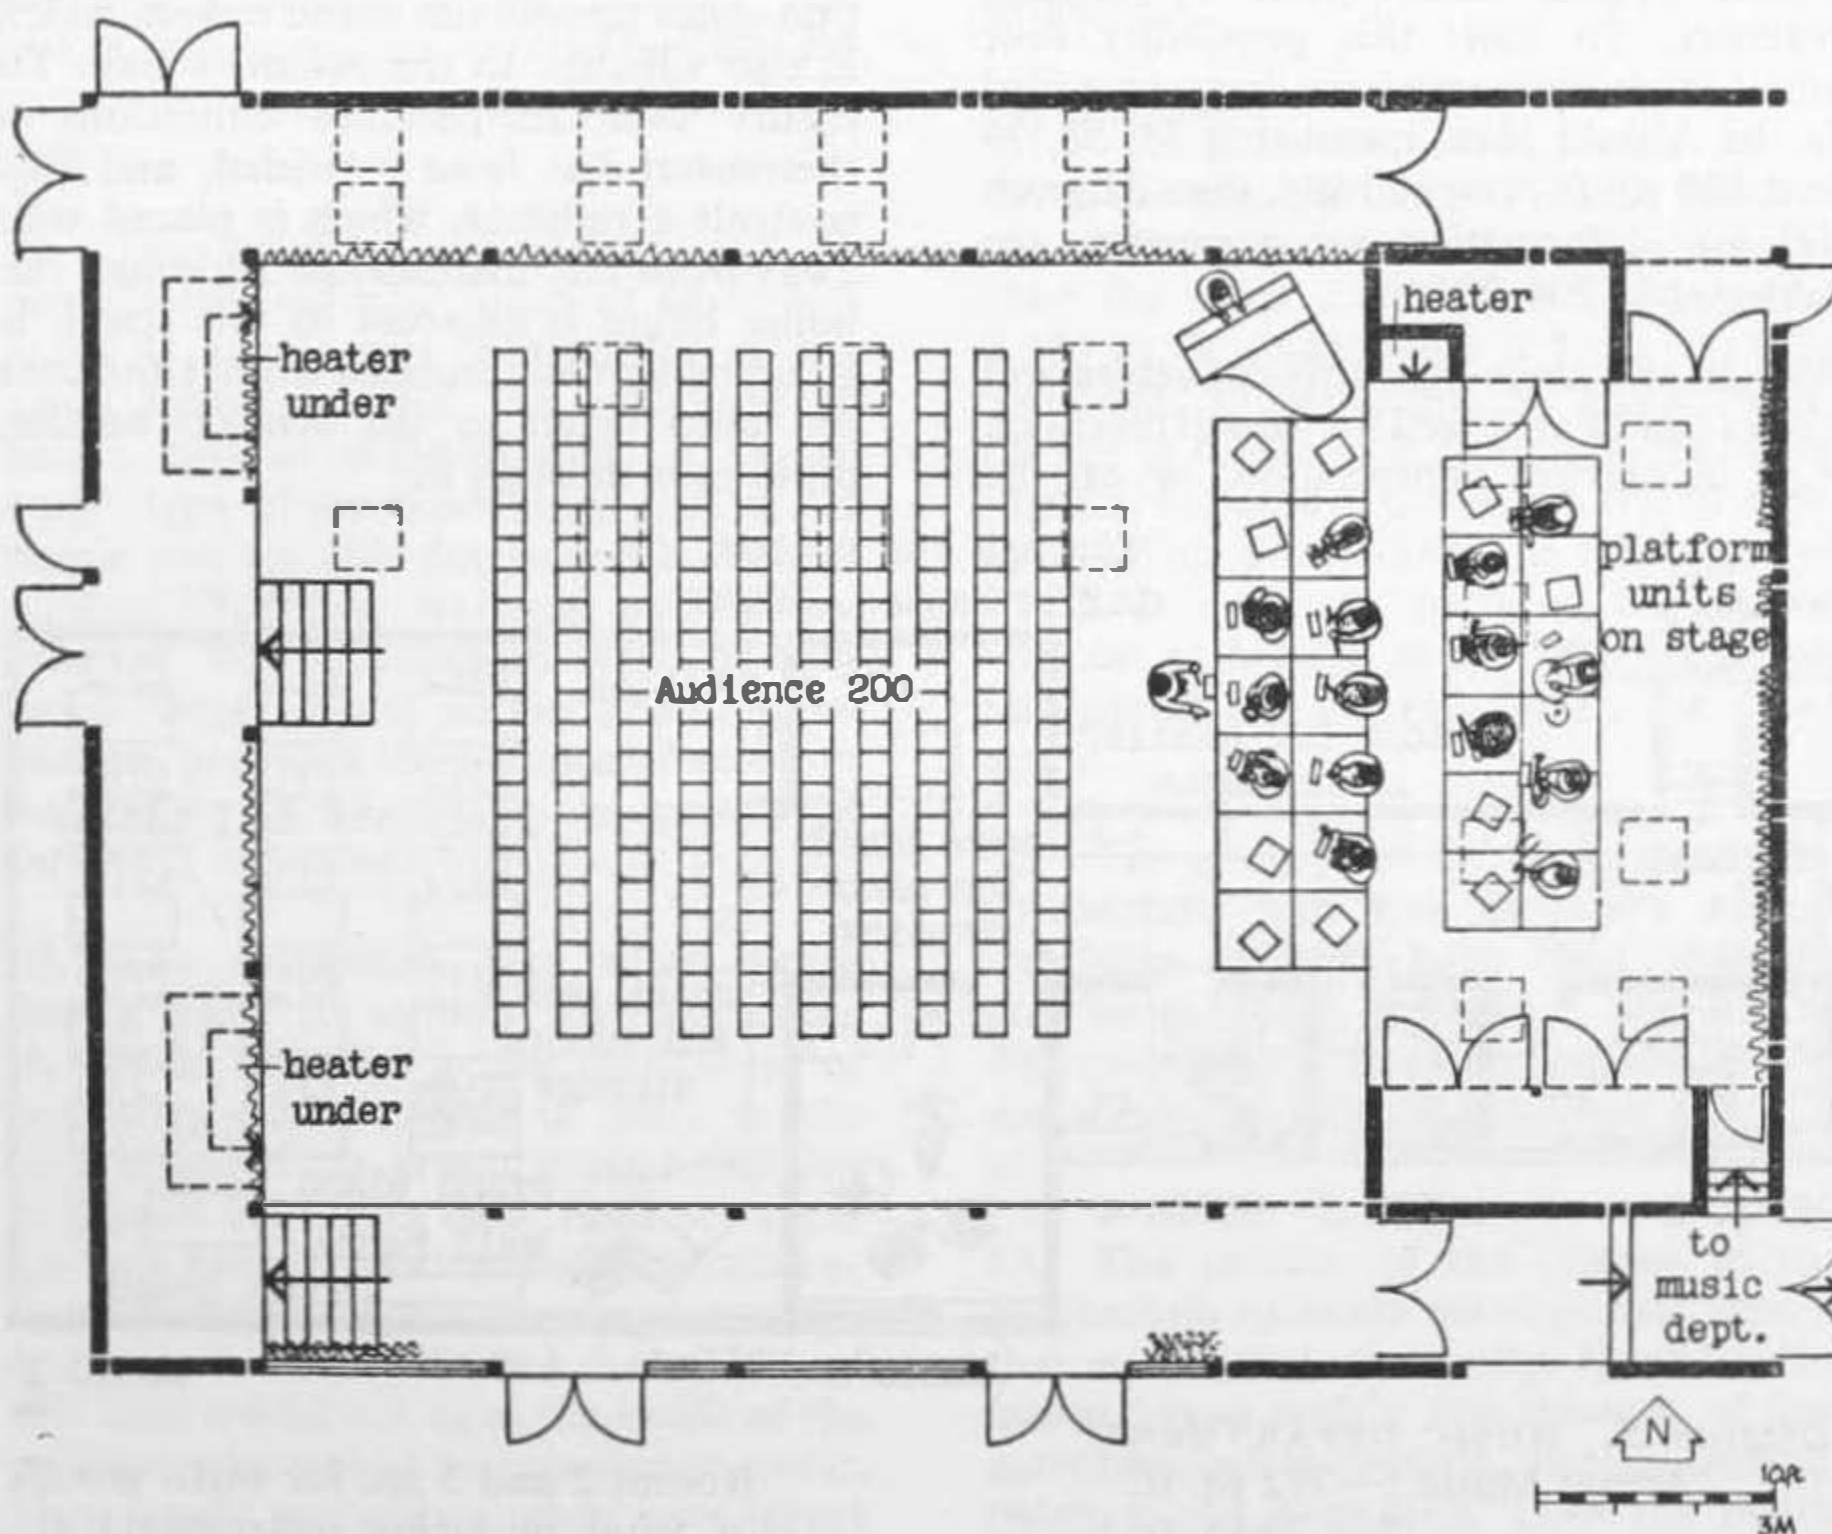 heater
heater
under
platform
units
on stage
Audience 200
heater
under
to
music
dept.
N
10ft
3M